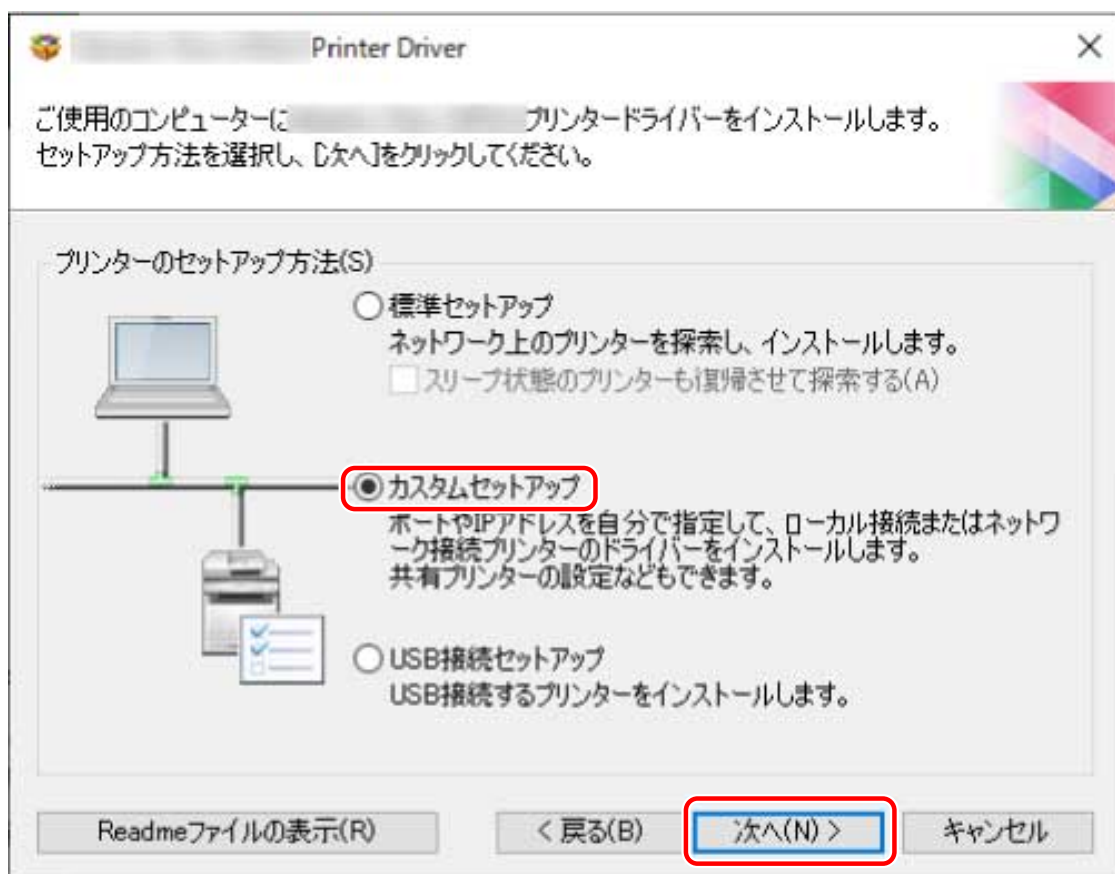 Printer Driver
ご使用のコンピューターに プリンタードライバーをインストールします。
セットアップ方法を選択し、[次へ]をクリックしてください。
プリンターのセットアップ方法(S)
標準セットアップ
ネットワーク上のプリンターを探索し、インストールします。
スリープ状態のプリンターも復帰させて探索する(A)
カスタムセットアップ
ポートやIPアドレスを自分で指定して、ローカル接続またはネットワ
ーク接続プリンターのドライバーをインストールします。
共有プリンターの設定などもできます。
USB接続セットアップ
USB接続するプリンターをインストールします。
Readmeファイルの表示(R)
< 戻る(B)
次へ(N) >
キャンセル